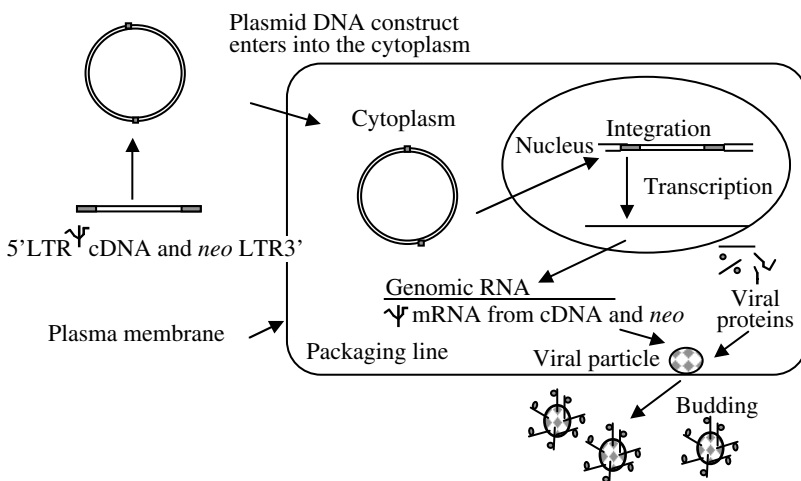 Plasmid DNA construct
enters into the cytoplasm
Cytoplasm
Nucleus
Integration
Transcription
5'LTR cDNA and neo LTR3'
Genomic RNA
mRNA from cDNA and neo
Viral
proteins
Plasma membrane
Packaging line
Viral particle
Budding